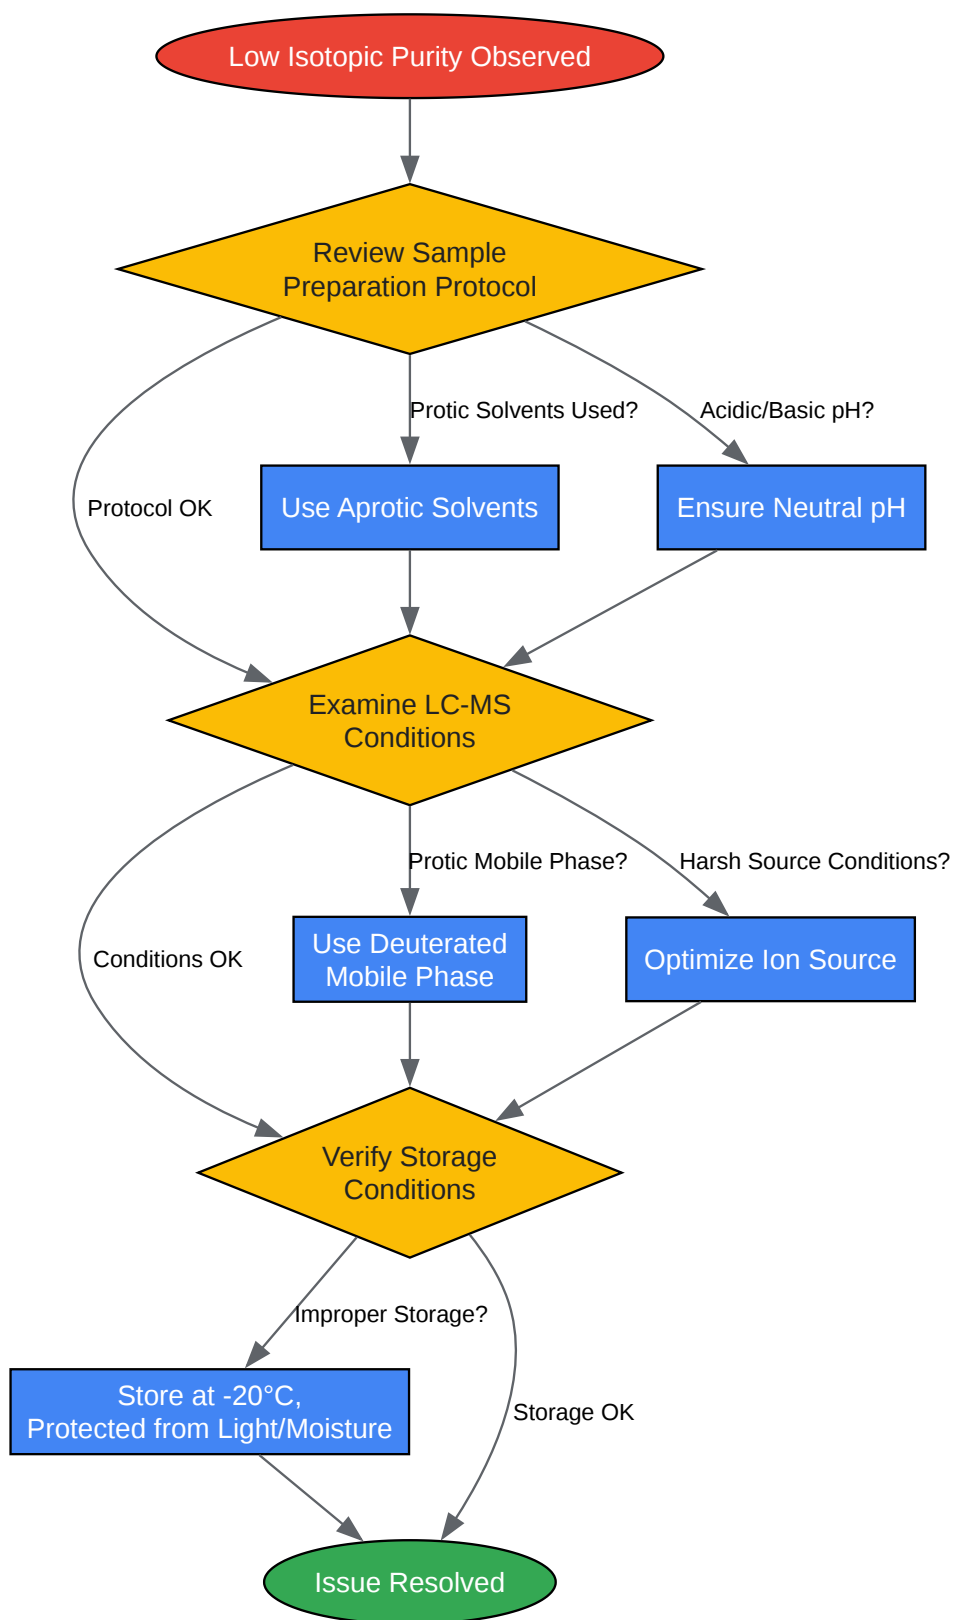 Low Isotopic Purity Observed
Review Sample
Preparation Protocol
Protic Solvents Used?
Acidic/Basic pH?
Protocol OK
Use Aprotic Solvents
Ensure Neutral pH
Examine LC-MS
Conditions
Protic Mobile Phase?
Harsh Source Conditions?
Conditions OK
Use Deuterated
Mobile Phase
Optimize Ion Source
Verify Storage
Conditions
Improper Storage?
Store at -20°C,
Protected from Light/Moisture
Storage OK
Issue Resolved